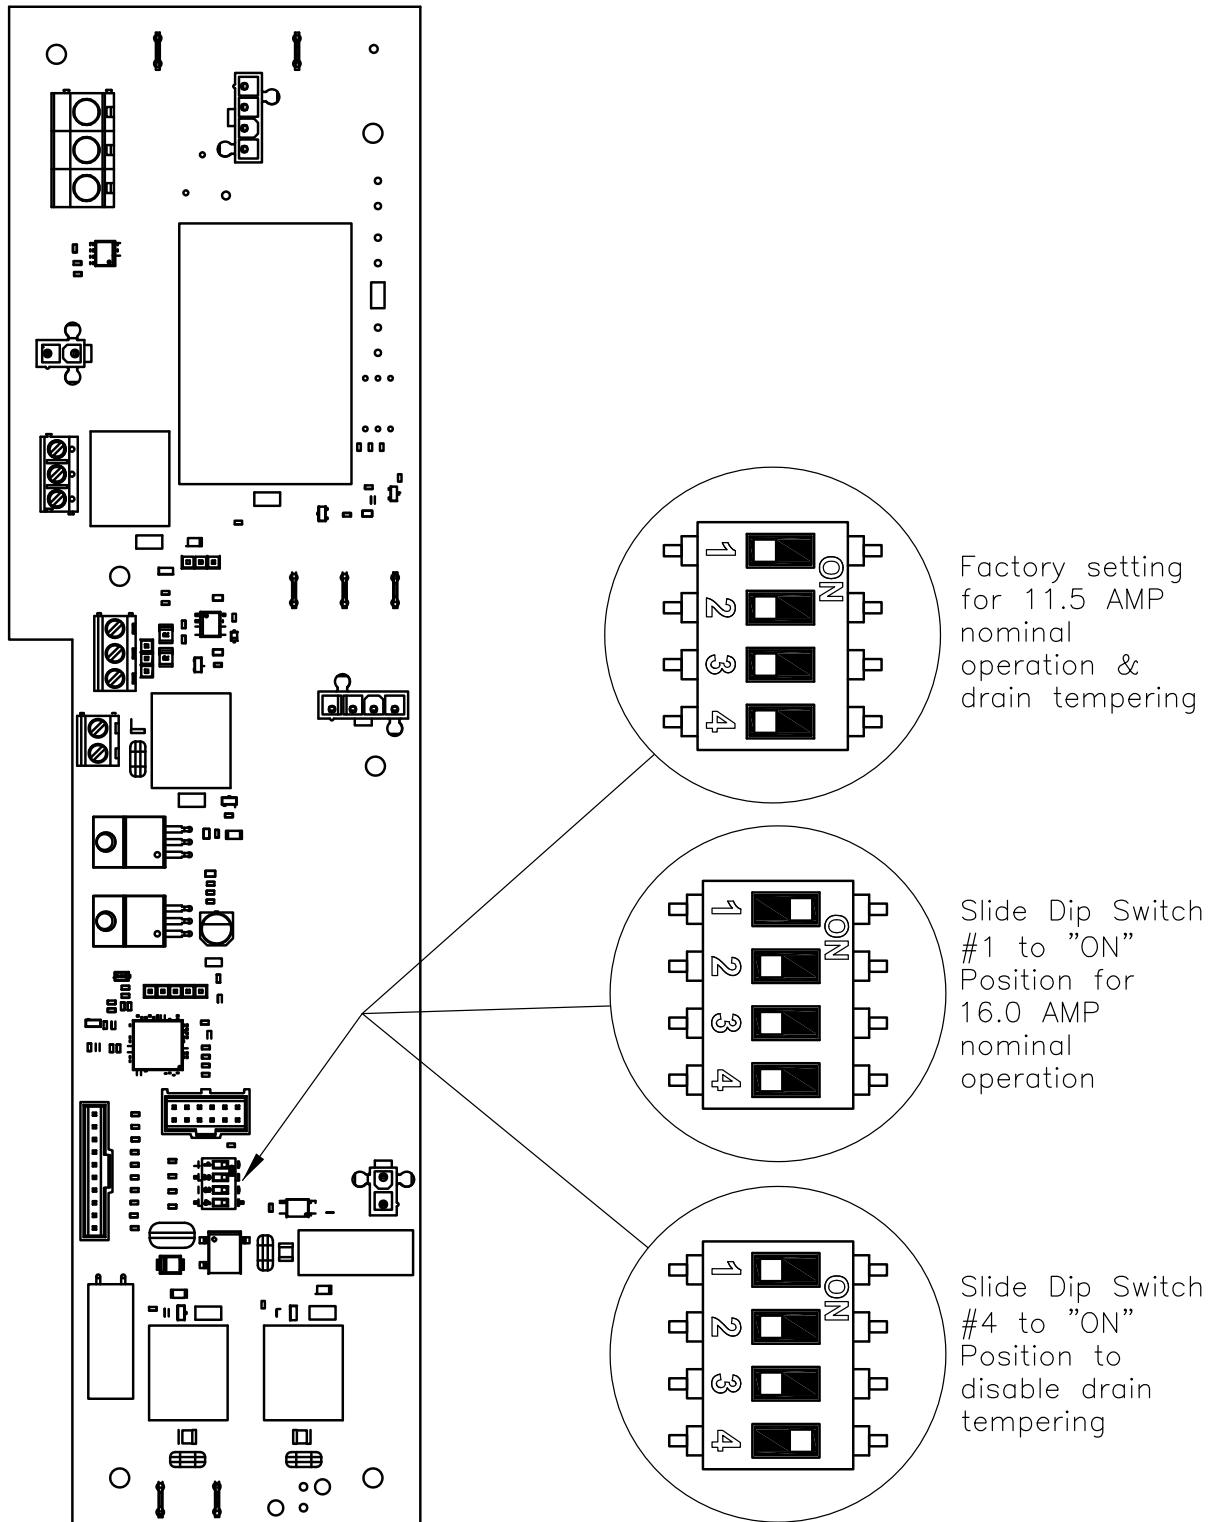 1
ON
2
3
4
Factory setting
for 11.5 AMP
nominal
operation &
drain tempering
1
ON
2
3
4
Slide Dip Switch
#1 to "ON"
Position for
16.0 AMP
nominal
operation
1
ON
2
3
4
Slide Dip Switch
#4 to "ON"
Position to
disable drain
tempering